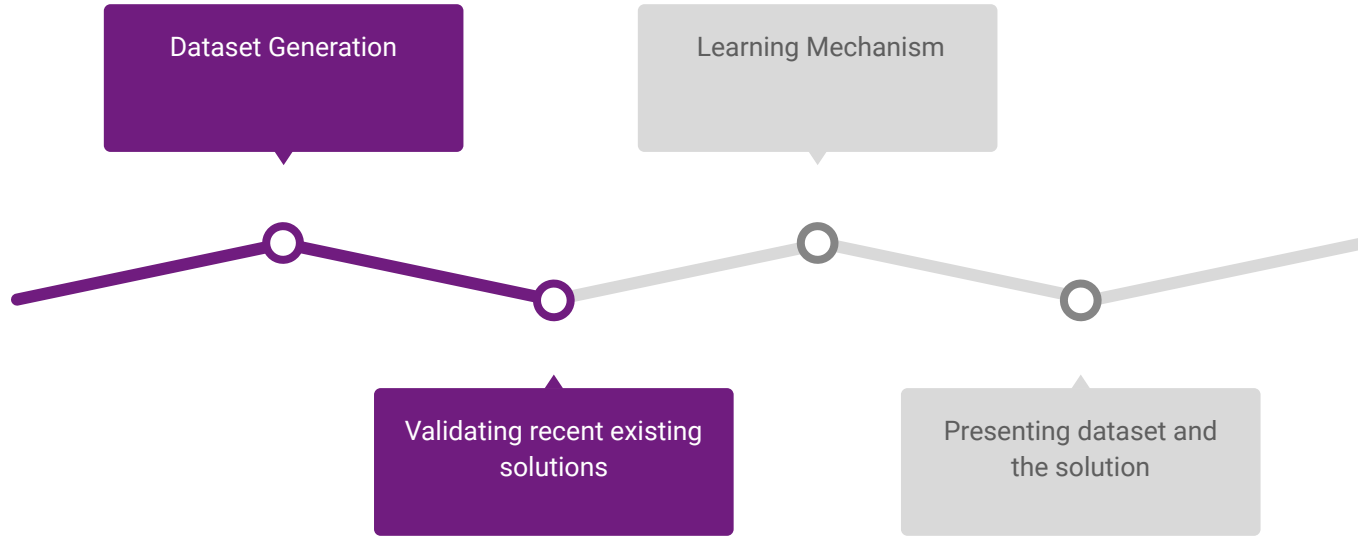 Dataset Generation
Learning Mechanism
Validating recent existing
solutions
Presenting dataset and
the solution